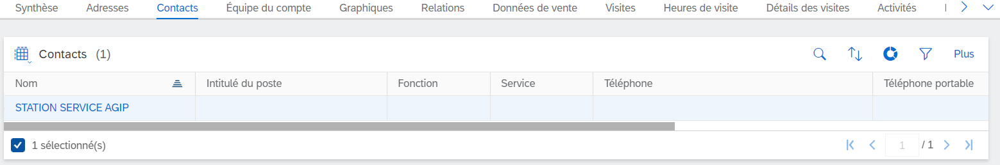 Synthèse Adresses Contacts Équipe du compte Graphiques Relations Données de vente Visites Heures de visite Détails des visites Activités
Contacts (1) Plus
Nom Intitulé du poste Fonction Service Téléphone Téléphone portable
STATION SERVICE AGIP
1 sélectionné(s) 1 / 1